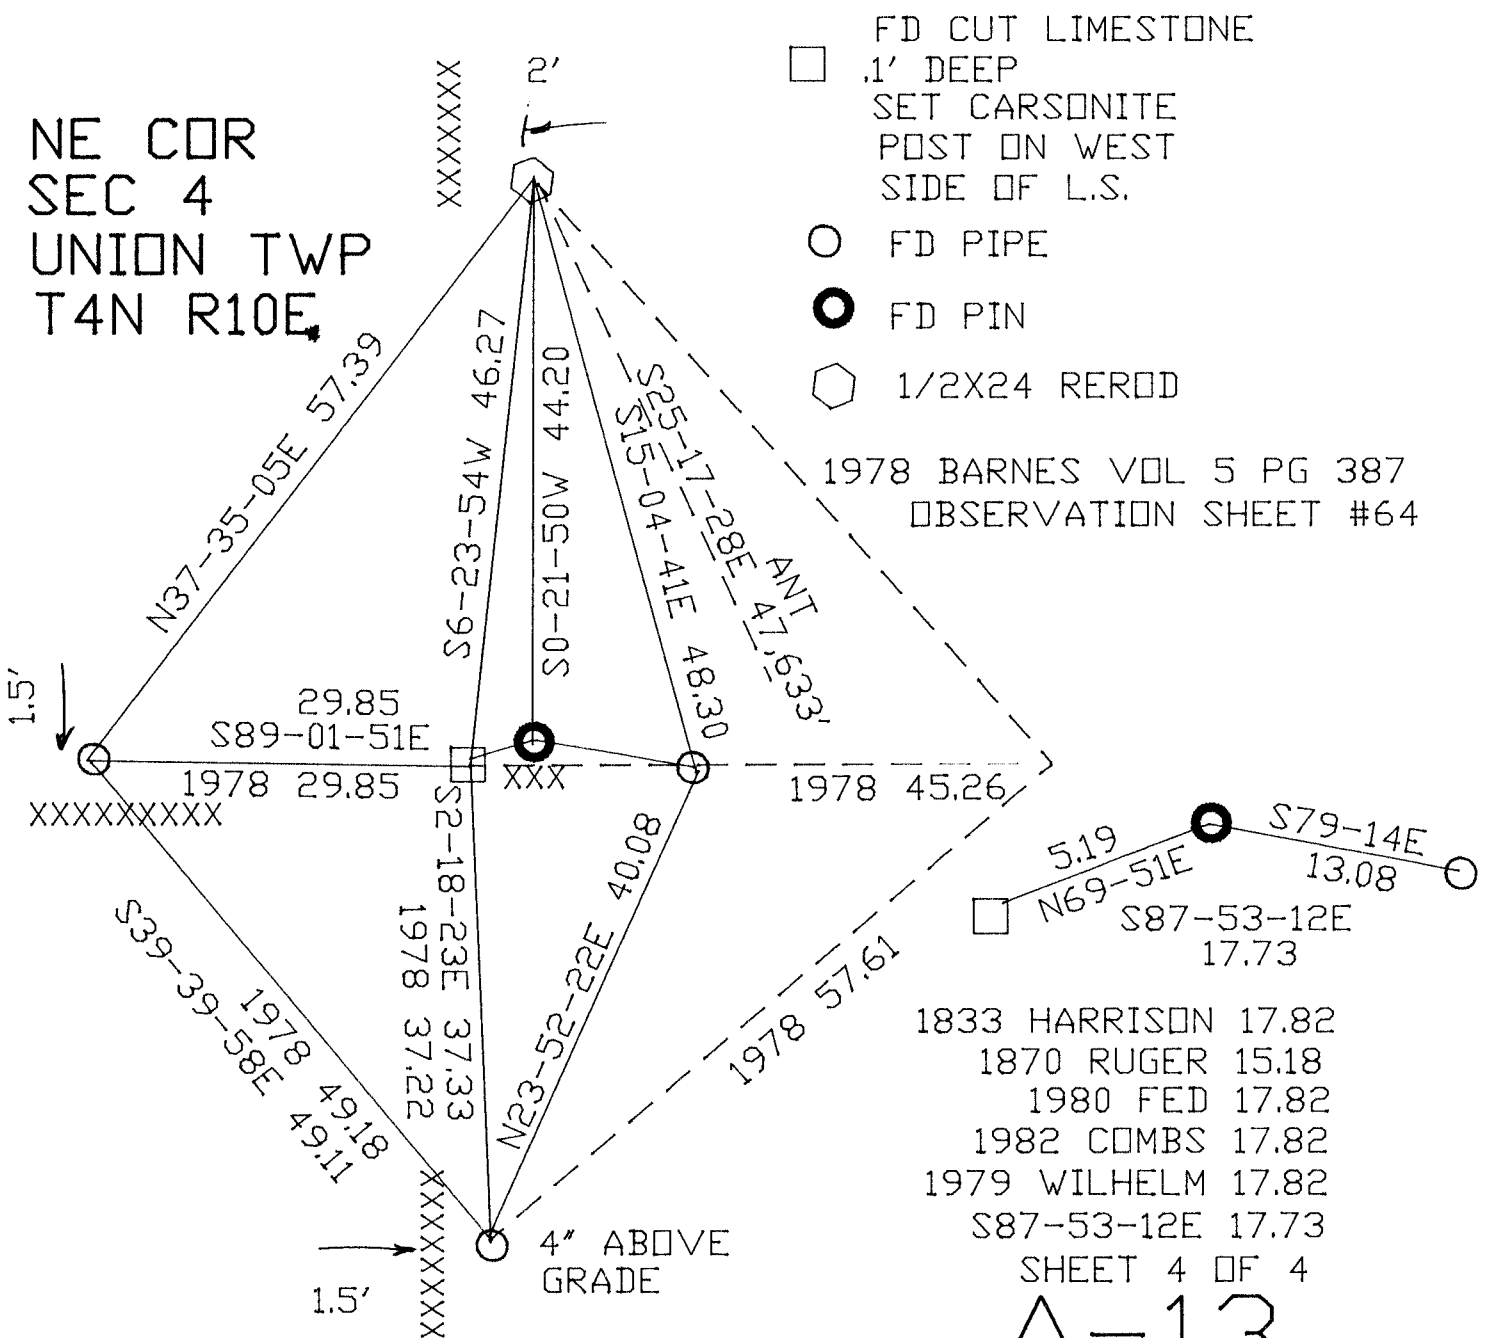 FD CUT LIMESTONE
.1' DEEP
SET CARSONITE
POST ON WEST
SIDE OF L.S.
FD PIPE
FD PIN
1/2X24 REROD
1978 BARNES VOL 5 PG 387
OBSERVATION SHEET #64
NE COR
SEC 4
UNION TWP
T4N R10E
XXXXXXX
2'
N37-35-05E 57.39
S6-23-54W 46.27
S0-21-50W 44.20
S15-04-41E 48.30
S25-17-28E 47,633'
ANT
1.5'
29.85
S89-01-51E
1978 29.85
XXXXXXXXX
XXX
1978 45.26
S2-18-23E 37.33
1978 37.22
N23-52-22E 40.08
1978 57.61
1978 49.18
S39-39-58E 49.11
XXXXXXXX
1.5'
4" ABOVE
GRADE
5.19
N69-51E
S79-14E
13.08
S87-53-12E
17.73
1833 HARRISON 17.82
1870 RUGER 15.18
1980 FED 17.82
1982 COMBS 17.82
1979 WILHELM 17.82
S87-53-12E 17.73
SHEET 4 OF 4
A-13